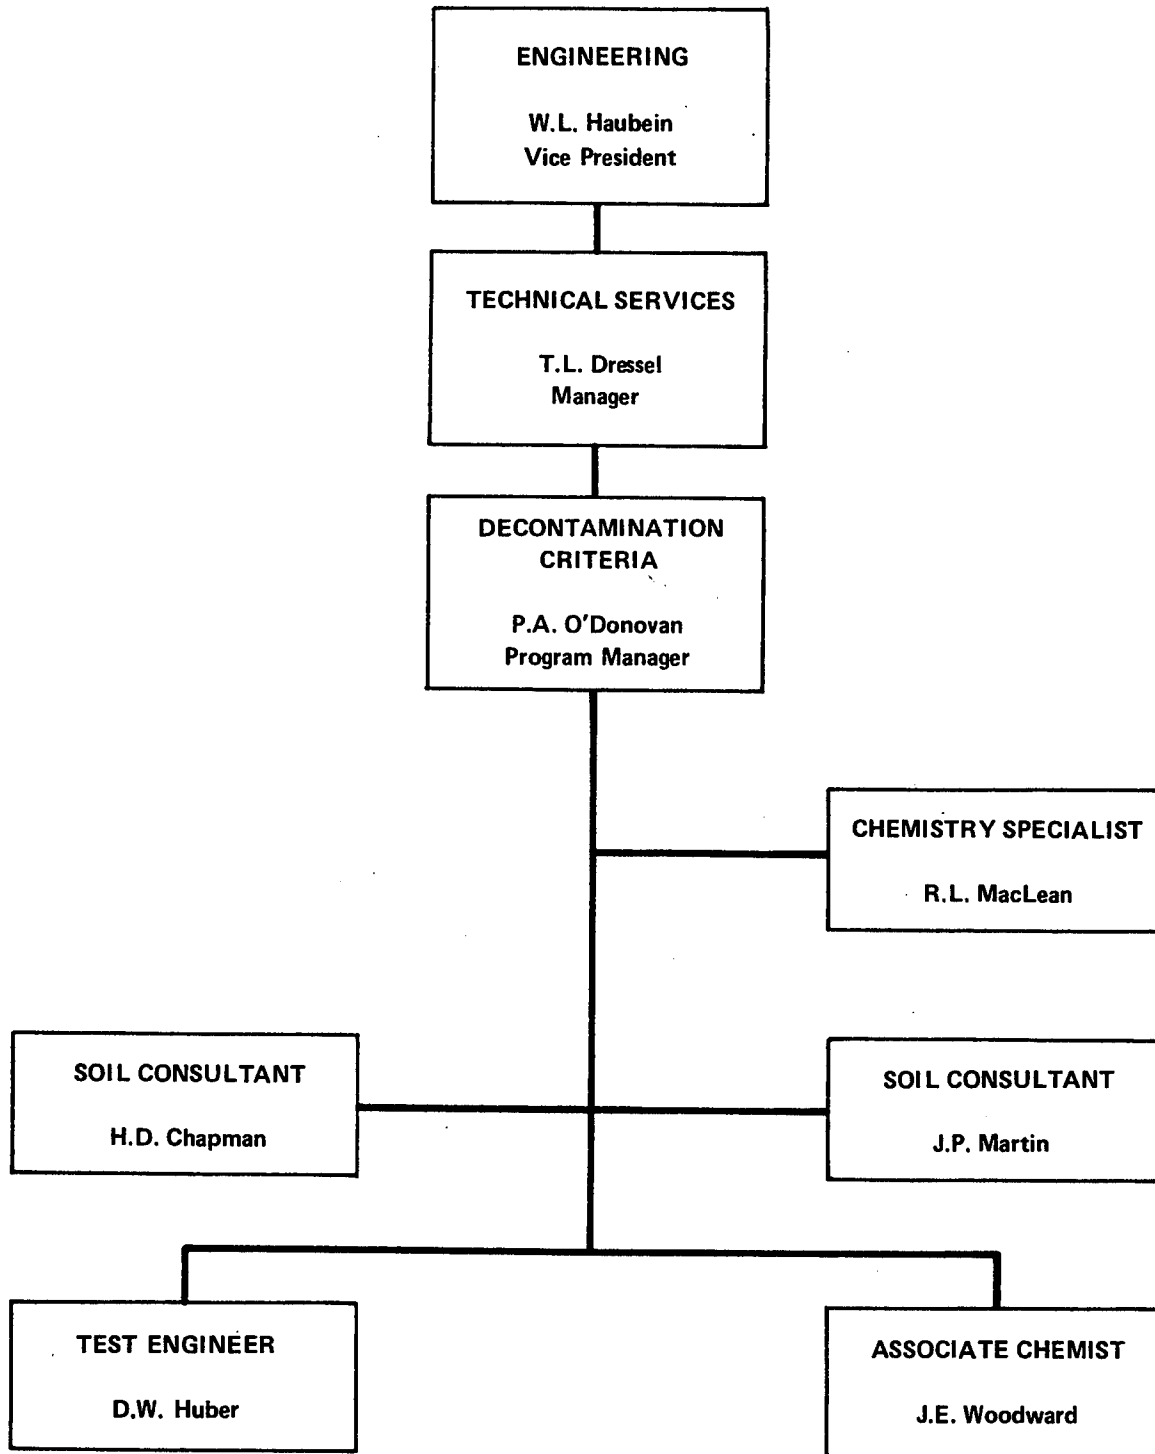 ENGINEERING
W.L. Haubein
Vice President
TECHNICAL SERVICES
T.L. Dressel
Manager
DECONTAMINATION
CRITERIA
P.A. O'Donovan
Program Manager
CHEMISTRY SPECIALIST
R.L. MacLean
SOIL CONSULTANT
H.D. Chapman
SOIL CONSULTANT
J.P. Martin
TEST ENGINEER
D.W. Huber
ASSOCIATE CHEMIST
J.E. Woodward